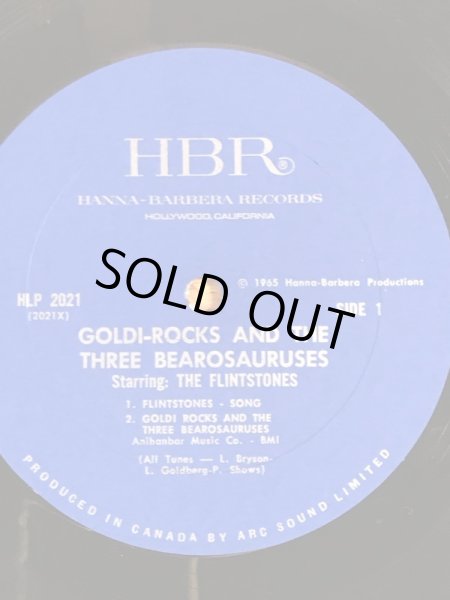 HBR®
HANNA-BARBERA RECORDS
HOLLYWOOD, CALIFORNIA
SOLD OUT
© 1965 Hanna-Barbera Productions
HLP 2021
SIDE 1
(2021X)
GOLDI-ROCKS AND THE
THREE BEAROSAURUSES
Starring: THE FLINTSTONES
1. FLINTSTONES - SONG
2. GOLDI ROCKS AND THE
THREE BEAROSAURUSES
Anihanbar Music Co. - BMI
(All Tunes — L. Bryson-
L. Goldberg-P. Shows)
PRODUCED IN CANADA BY ARC SOUND LIMITED